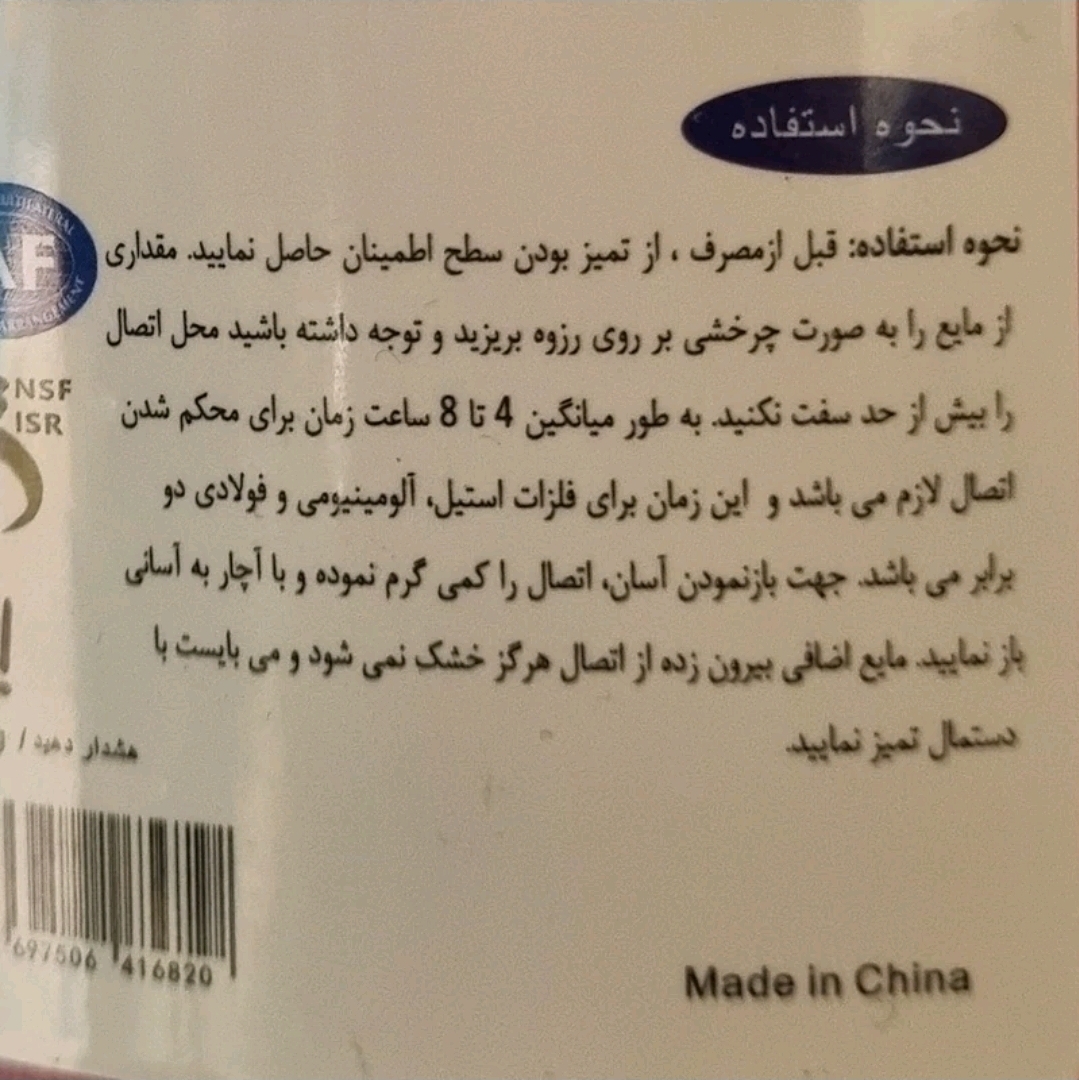 نحوه استفاده
نحوه استفاده: قبل ازمصرف ، از تمیز بودن سطح اطمینان حاصل نمایید. مقداری
از مایع را به صورت چرخشی بر روی رزوه بریزید و توجه داشته باشید محل اتصال
را بیش از حد سفت نکنید. به طور میانگین 4 تا 8 ساعت زمان برای محکم شدن
اتصال لازم می باشد و این زمان برای فلزات استیل، آلومینیومی و فولادی دو
برابر می باشد. جهت بازنمودن آسان، اتصال را کمی گرم نموده و با آچار به آسانی
باز نمایید. مایع اضافی بیرون زده از اتصال هرگز خشک نمی شود و می بایست با
دستمال تمیز نمایید.
AF
ARRANGEMENT
NSF
ISR
هشدار دهید /
697506 416820
Made in China